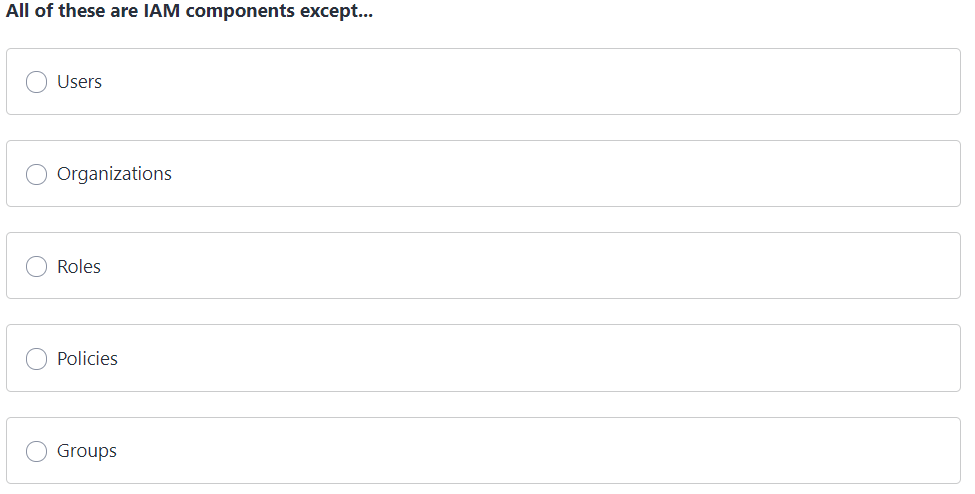 All of these are IAM components except...
Users
Organizations
Roles
Policies
Groups